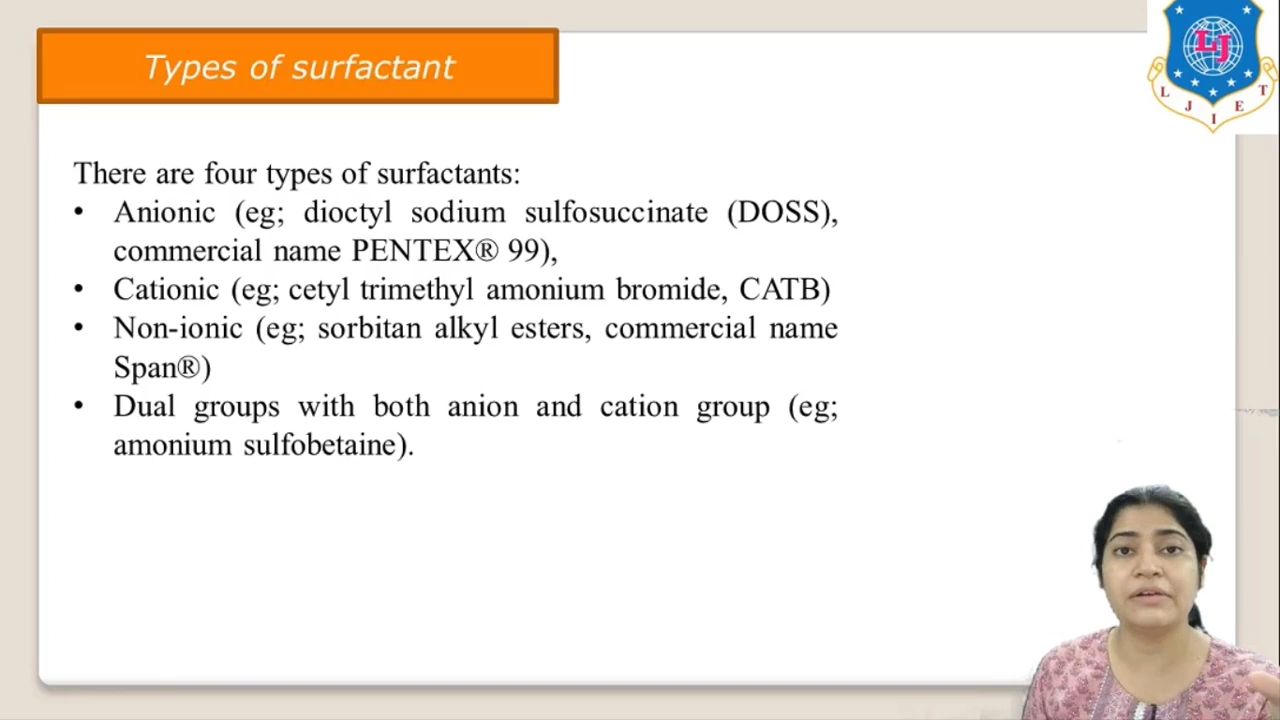 Types of surfactant
LJ
L J I E T
There are four types of surfactants:
• Anionic (eg; dioctyl sodium sulfosuccinate (DOSS),
commercial name PENTEX® 99),
• Cationic (eg; cetyl trimethyl amonium bromide, CATB)
• Non-ionic (eg; sorbitan alkyl esters, commercial name
Span®)
• Dual groups with both anion and cation group (eg;
amonium sulfobetaine).